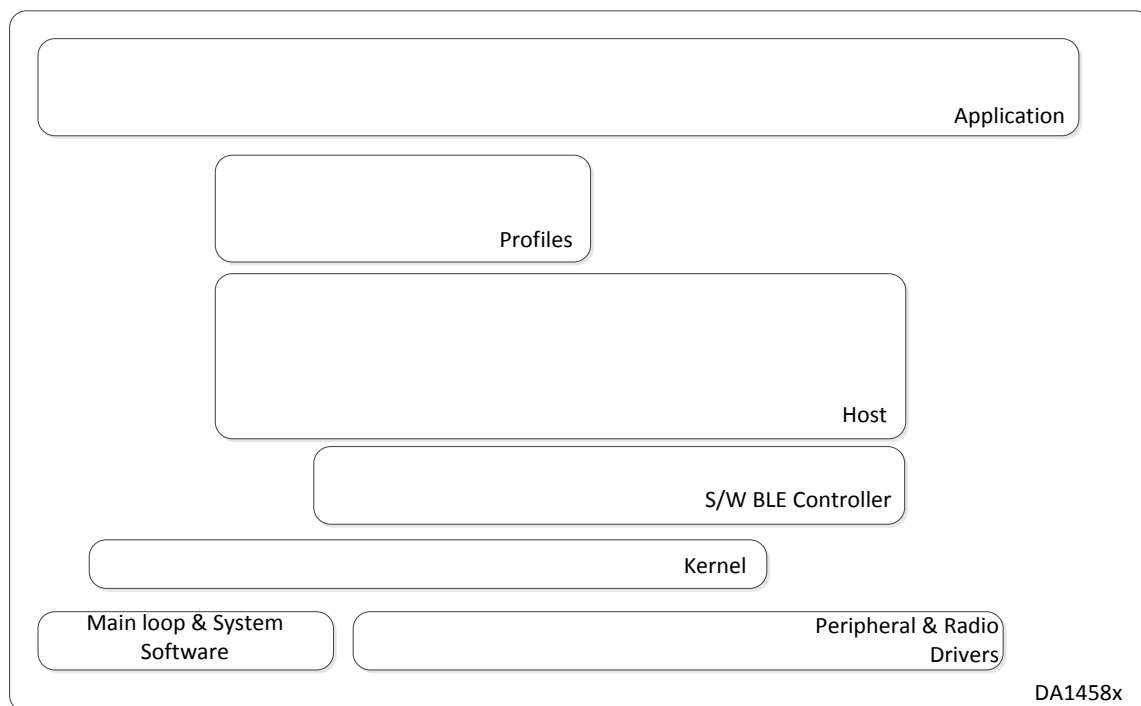 Application
Profiles
Host
S/W BLE Controller
Kernel
Main loop & System
Software
Peripheral & Radio
Drivers
DA1458x